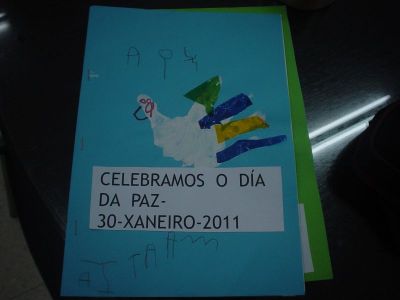 CELEBRAMOS O DÍA
DA PAZ-
30-XANEIRO-2011